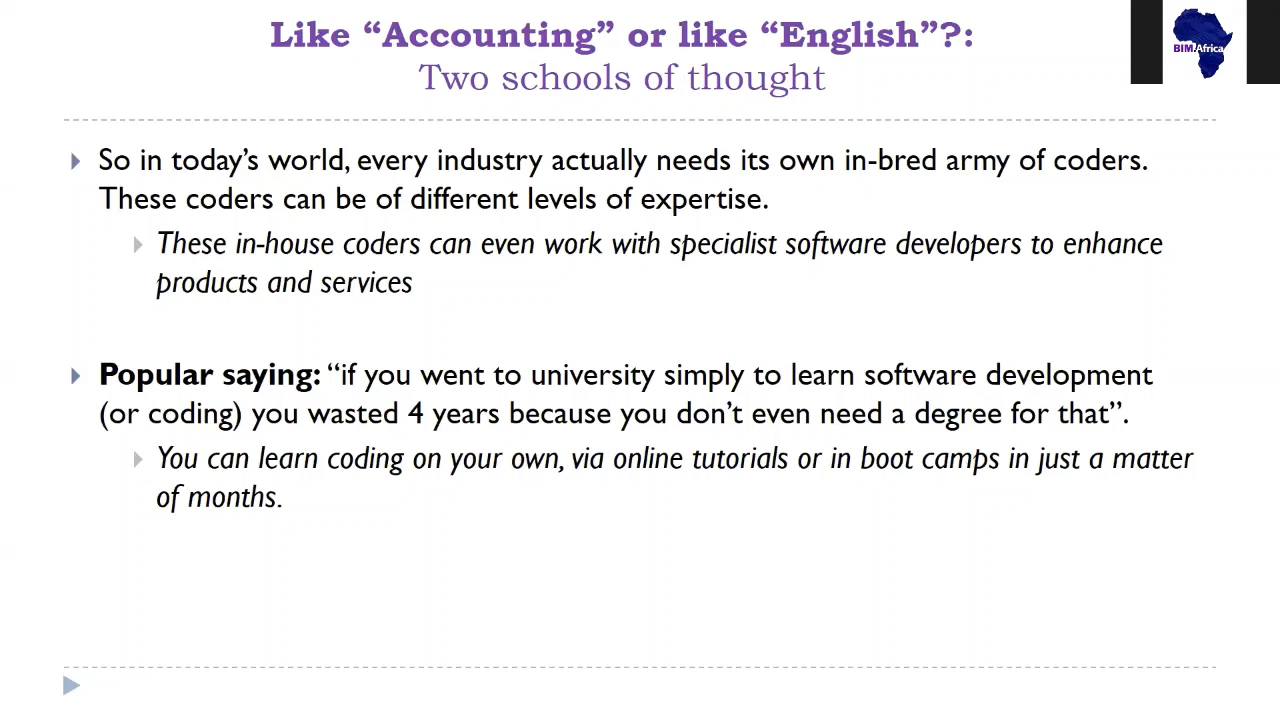 Like “Accounting” or like “English”?:
Two schools of thought
BIM.Africa
So in today’s world, every industry actually needs its own in-bred army of coders.
These coders can be of different levels of expertise.
These in-house coders can even work with specialist software developers to enhance
products and services
Popular saying: “if you went to university simply to learn software development
(or coding) you wasted 4 years because you don’t even need a degree for that”.
You can learn coding on your own, via online tutorials or in boot camps in just a matter
of months.